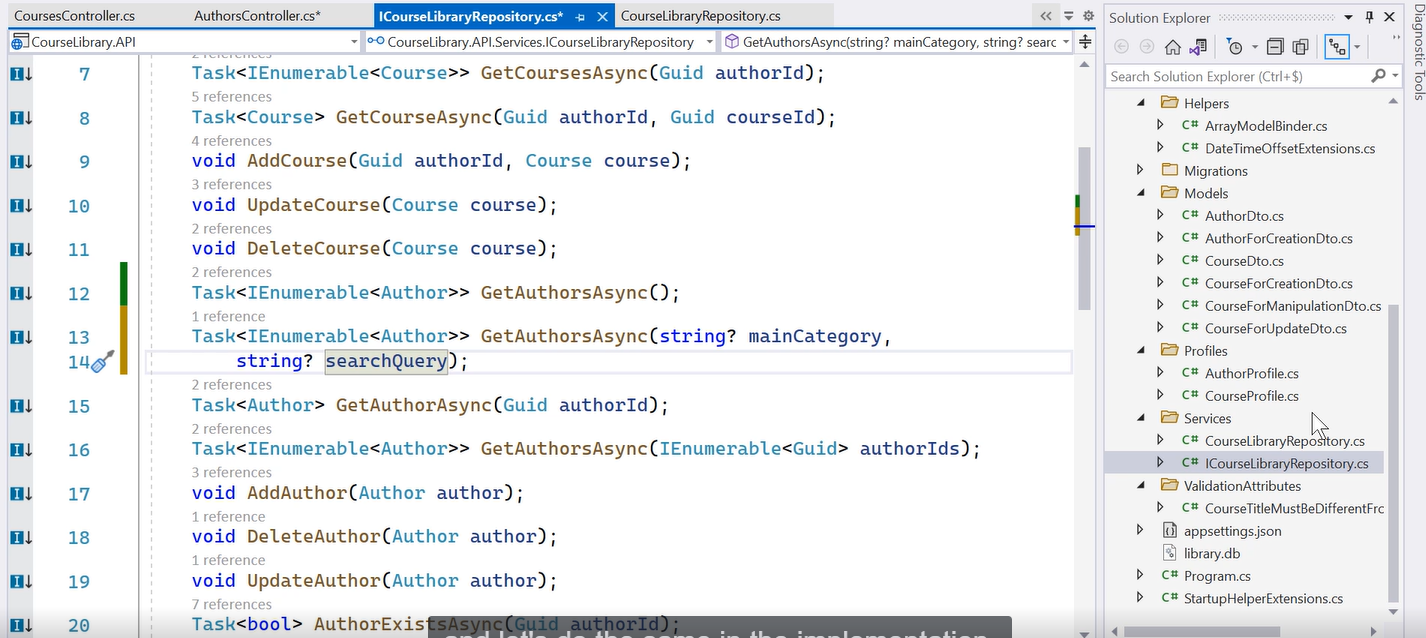 CoursesController.cs
AuthorsController.cs*
ICourseLibraryRepository.cs*
CourseLibraryRepository.cs
CourseLibrary.API
CourseLibrary.API.Services.ICourseLibraryRepository
GetAuthorsAsync(string? mainCategory, string? searc
7 Task<IEnumerable<Course>> GetCoursesAsync(Guid authorId);
5 references
8 Task<Course> GetCourseAsync(Guid authorId, Guid courseId);
4 references
9 void AddCourse(Guid authorId, Course course);
3 references
10 void UpdateCourse(Course course);
2 references
11 void DeleteCourse(Course course);
2 references
12 Task<IEnumerable<Author>> GetAuthorsAsync();
1 reference
13 Task<IEnumerable<Author>> GetAuthorsAsync(string? mainCategory,
14 string? searchQuery);
2 references
15 Task<Author> GetAuthorAsync(Guid authorId);
2 references
16 Task<IEnumerable<Author>> GetAuthorsAsync(IEnumerable<Guid> authorIds);
3 references
17 void AddAuthor(Author author);
1 reference
18 void DeleteAuthor(Author author);
1 reference
19 void UpdateAuthor(Author author);
7 references
20 Task<bool> AuthorExistsAsync(Guid authorId);
and let's do the same in the implementation
Solution Explorer
Search Solution Explorer (Ctrl+$)
Helpers
C# ArrayModelBinder.cs
C# DateTimeOffsetExtensions.cs
Migrations
Models
C# AuthorDto.cs
C# AuthorForCreationDto.cs
C# CourseDto.cs
C# CourseForCreationDto.cs
C# CourseForManipulationDto.cs
C# CourseForUpdateDto.cs
Profiles
C# AuthorProfile.cs
C# CourseProfile.cs
Services
C# CourseLibraryRepository.cs
C# ICourseLibraryRepository.cs
ValidationAttributes
C# CourseTitleMustBeDifferentFrc
appsettings.json
library.db
C# Program.cs
C# StartupHelperExtensions.cs
Diagnostic Tools